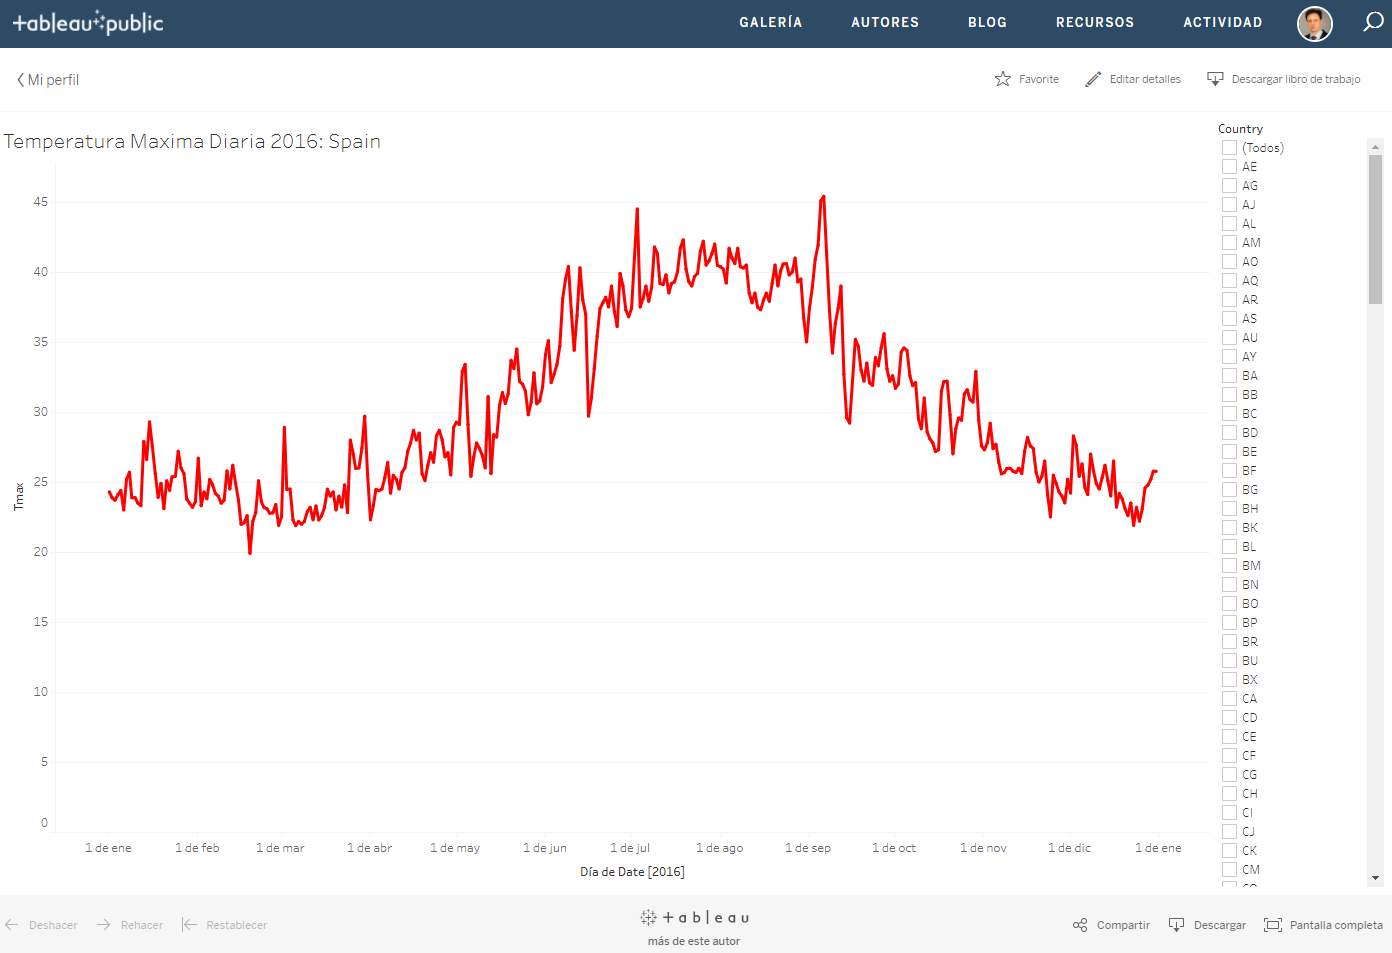 +ableau+public
GALERÍA AUTORES BLOG RECURSOS ACTIVIDAD
Mi perfil
Favorite Editar detalles Descargar libro de trabajo
Temperatura Maxima Diaria 2016: Spain
Country
(Todos)
AE
AG
AJ
AL
AM
AO
AQ
AR
AS
AU
AY
BA
BB
BC
BD
BE
BF
BG
BH
BK
BL
BM
BN
BO
BP
BR
BU
BX
CA
CD
CE
CF
CG
CH
CI
CJ
CK
CM
Tmax
45
40
35
30
25
20
15
10
5
0
1 de ene 1 de feb 1 de mar 1 de abr 1 de may 1 de jun 1 de jul 1 de ago 1 de sep 1 de oct 1 de nov 1 de dic 1 de ene
Día de Date [2016]
Deshacer Rehacer Restablecer
+ableau
más de este autor
Compartir Descargar Pantalla completa